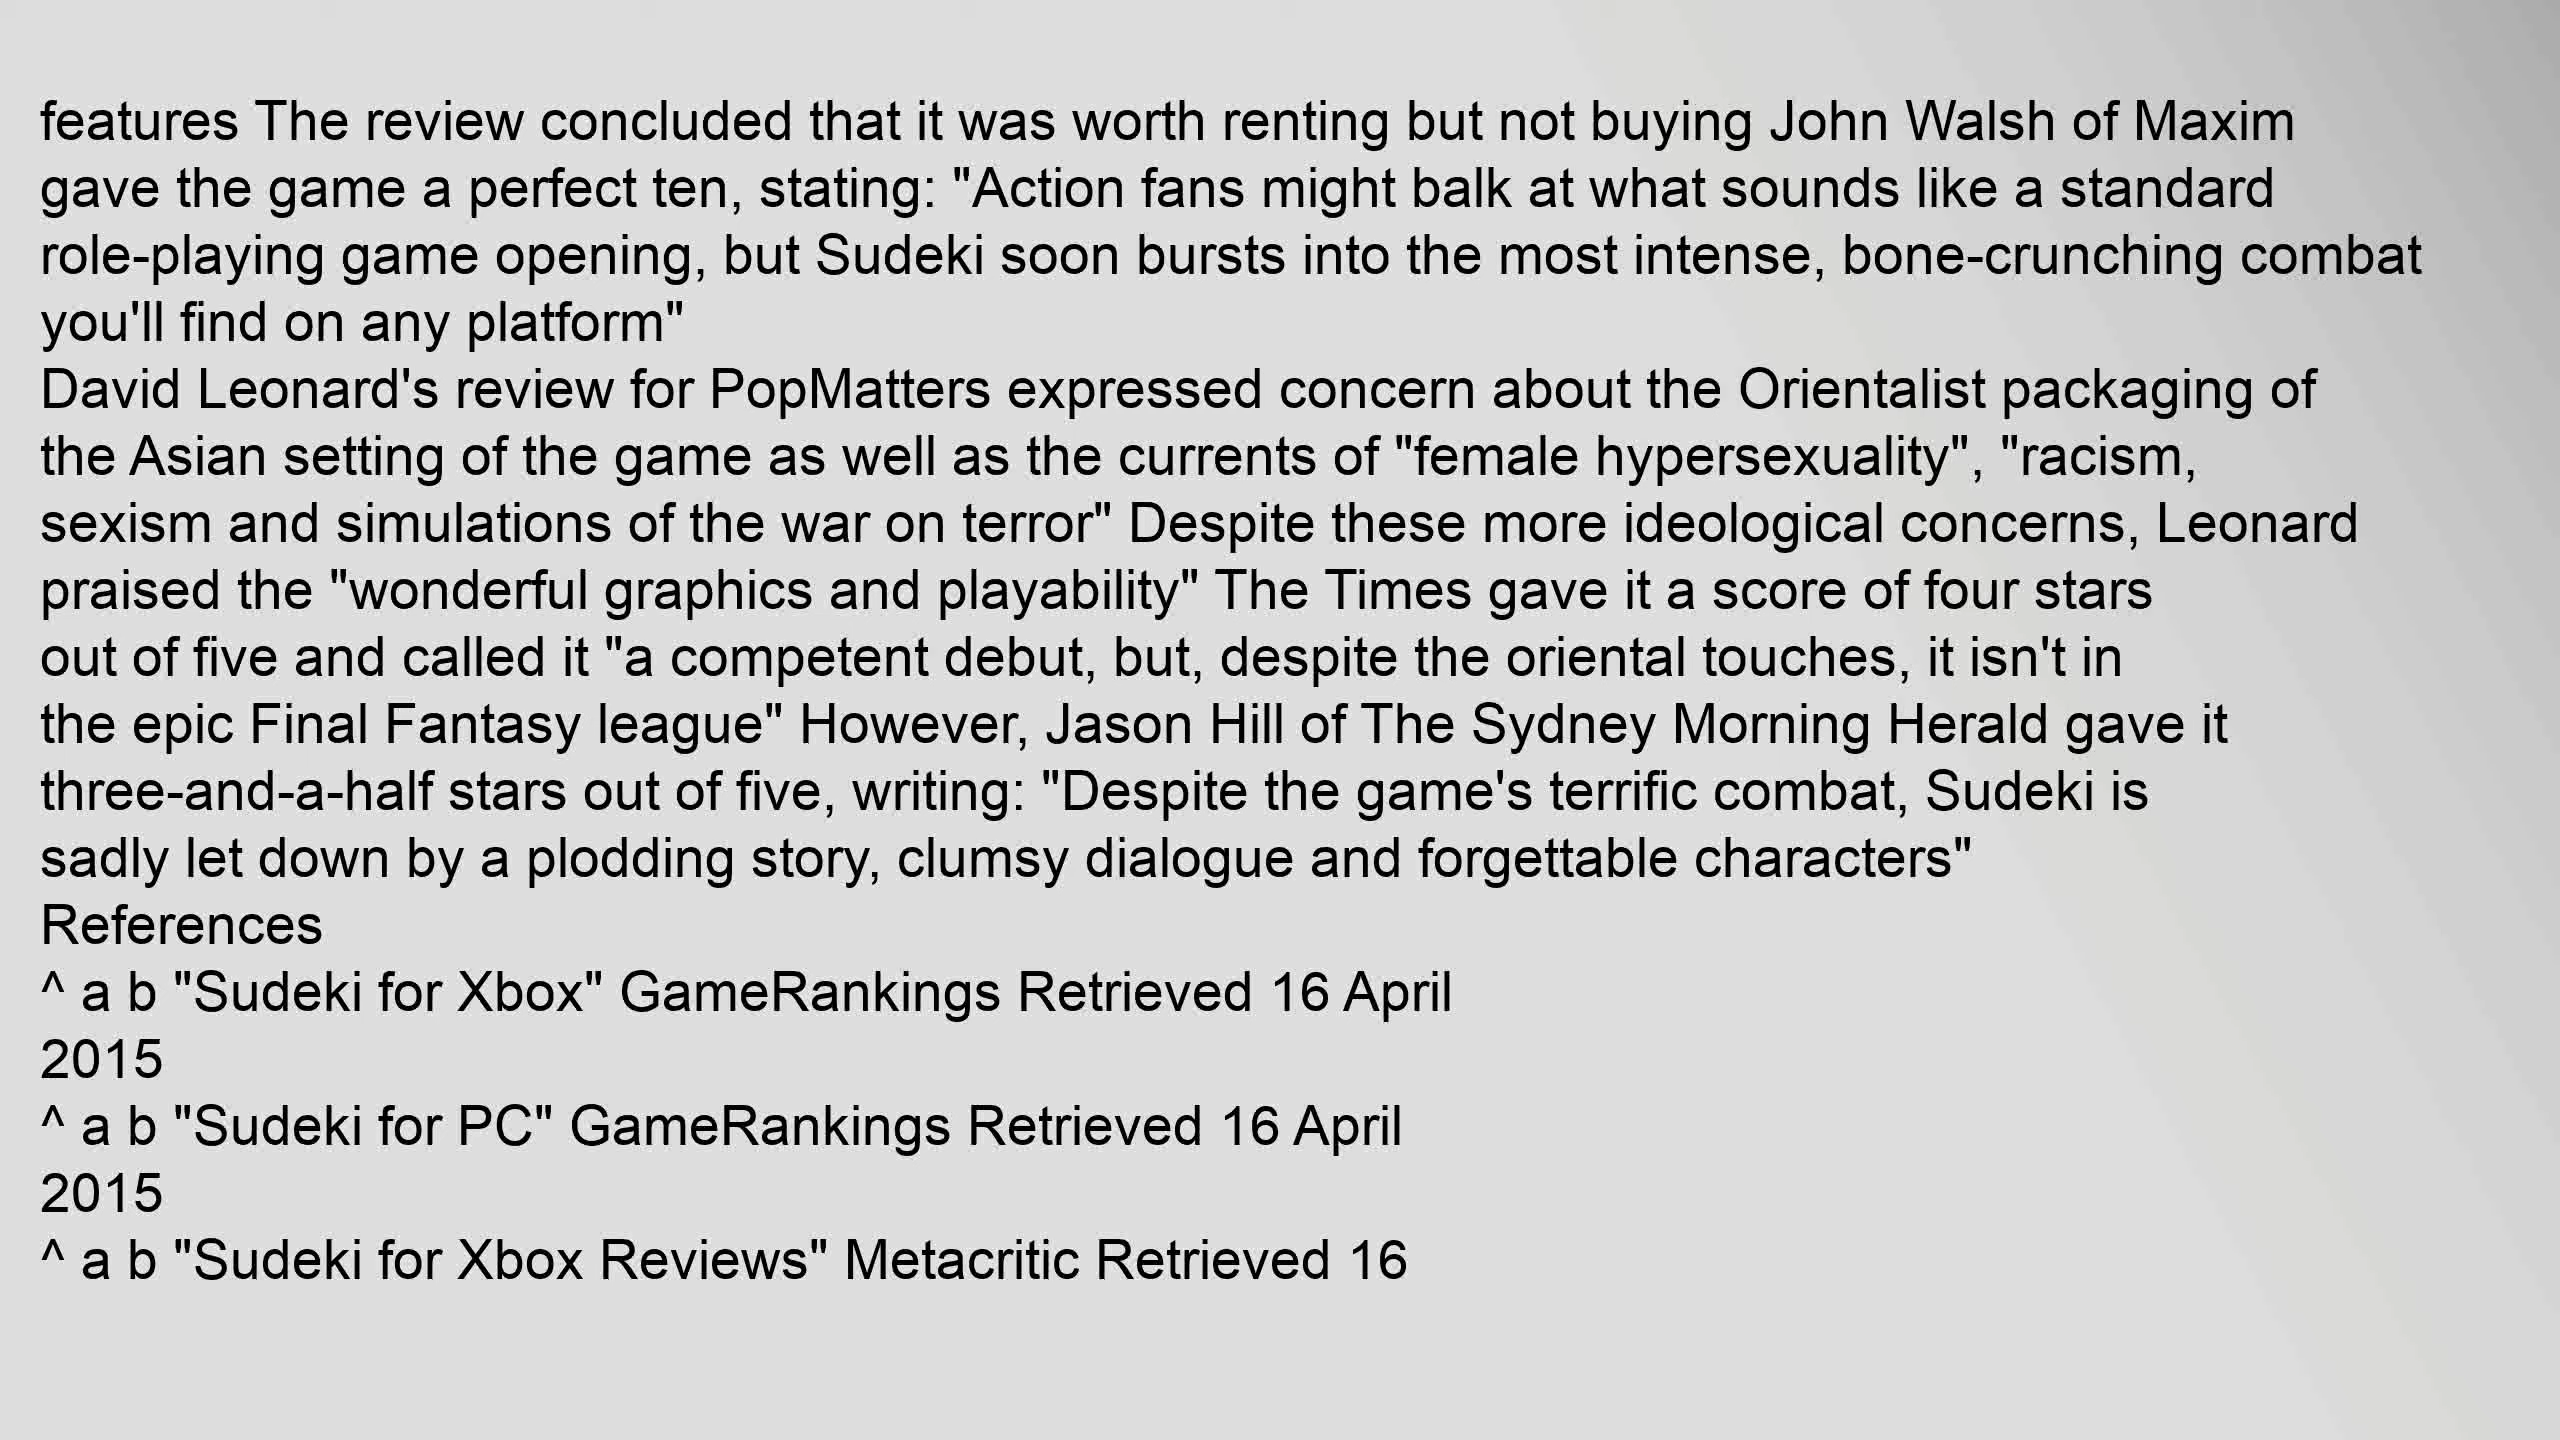 features The review concluded that it was worth renting but not buying John Walsh of Maxim
gave the game a perfect ten, stating: "Action fans might balk at what sounds like a standard
role-playing game opening, but Sudeki soon bursts into the most intense, bone-crunching combat
you'll find on any platform"
David Leonard's review for PopMatters expressed concern about the Orientalist packaging of
the Asian setting of the game as well as the currents of "female hypersexuality", "racism,
sexism and simulations of the war on terror" Despite these more ideological concerns, Leonard
praised the "wonderful graphics and playability" The Times gave it a score of four stars
out of five and called it "a competent debut, but, despite the oriental touches, it isn't in
the epic Final Fantasy league" However, Jason Hill of The Sydney Morning Herald gave it
three-and-a-half stars out of five, writing: "Despite the game's terrific combat, Sudeki is
sadly let down by a plodding story, clumsy dialogue and forgettable characters"
References
^ a b "Sudeki for Xbox" GameRankings Retrieved 16 April
2015
^ a b "Sudeki for PC" GameRankings Retrieved 16 April
2015
^ a b "Sudeki for Xbox Reviews" Metacritic Retrieved 16